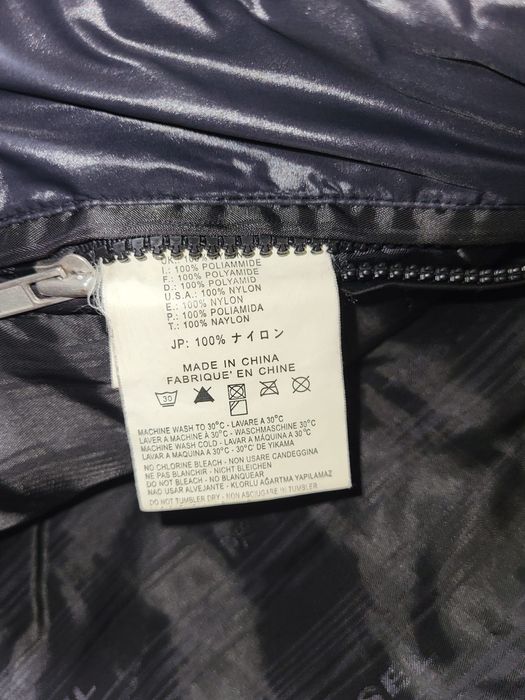 I.: 100% POLIAMMIDE
F.: 100% POLYAMIDE
D.: 100% POLYAMID
U.S.A.: 100% NYLON
E.: 100% NYLON
P.: 100% POLIAMIDA
T.: 100% NAYLON
JP: 100% ナイロン
MADE IN CHINA
FABRIQUE' EN CHINE
30
MACHINE WASH TO 30°C - LAVARE A 30°C
LAVER A MACHINE À 30°C - WASCHMASCHINE 30°C
MACHINE WASH COLD - LAVAR A MÁQUINA A 30°C
LAVAR A MAQUINA A 30°C - 30°C' DE YIKAMA
NO CHLORINE BLEACH - NON USARE CANDEGGINA
NE PAS BLANCHIR - NICHT BLEICHEN
DO NOT BLEACH - NO BLANQUEAR
NÃO USAR ALVEJANTE - KLORLU AĞARTMA YAPILAMAZ
DO NOT TUMBLER DRY - NON ASCIUGARE IN TUMBLER